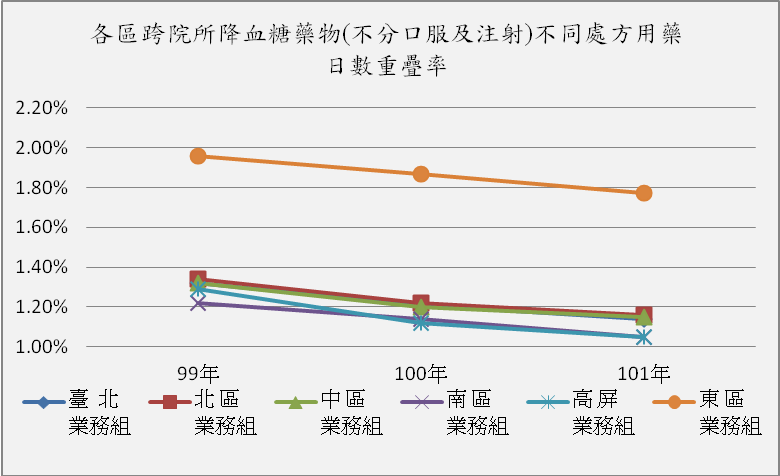 各區跨院所降血糖藥物(不分口服及注射)不同處方用藥
日數重疊率
2.20%
2.00%
1.80%
1.60%
1.40%
1.20%
1.00%
99年
100年
101年
臺 北
業務組
北區
業務組
中區
業務組
南區
業務組
高屏
業務組
東區
業務組